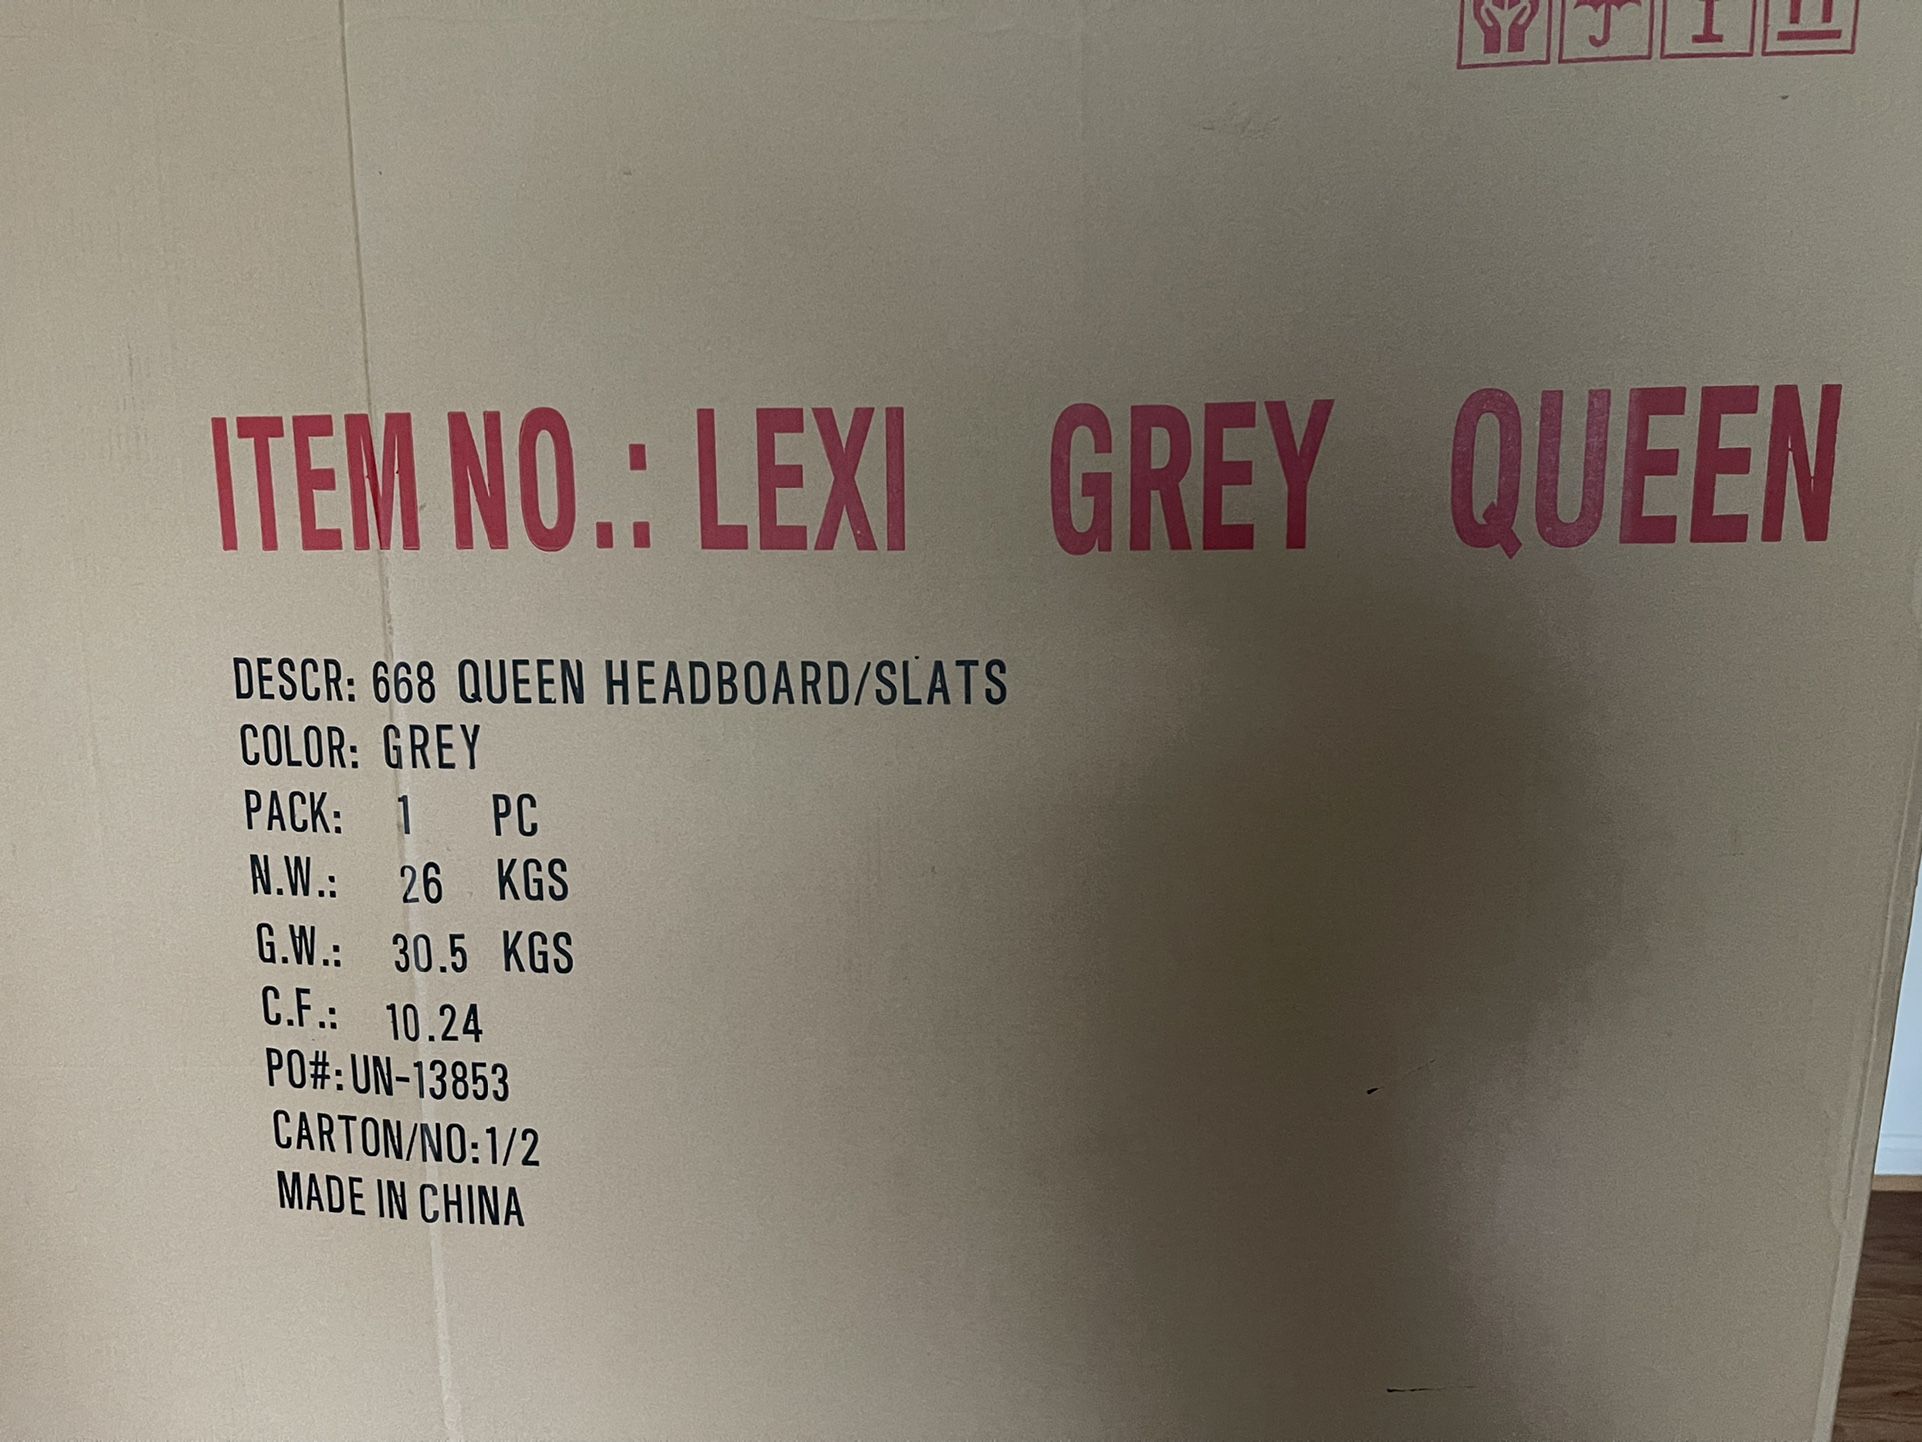 ITEM NO.: LEXI GREY QUEEN
DESCR: 668 QUEEN HEADBOARD/SLATS
COLOR: GREY
PACK: 1 PC
N.W.: 26 KGS
G.W.: 30.5 KGS
C.F.: 10.24
PO#:UN-13853
CARTON/NO:1/2
MADE IN CHINA